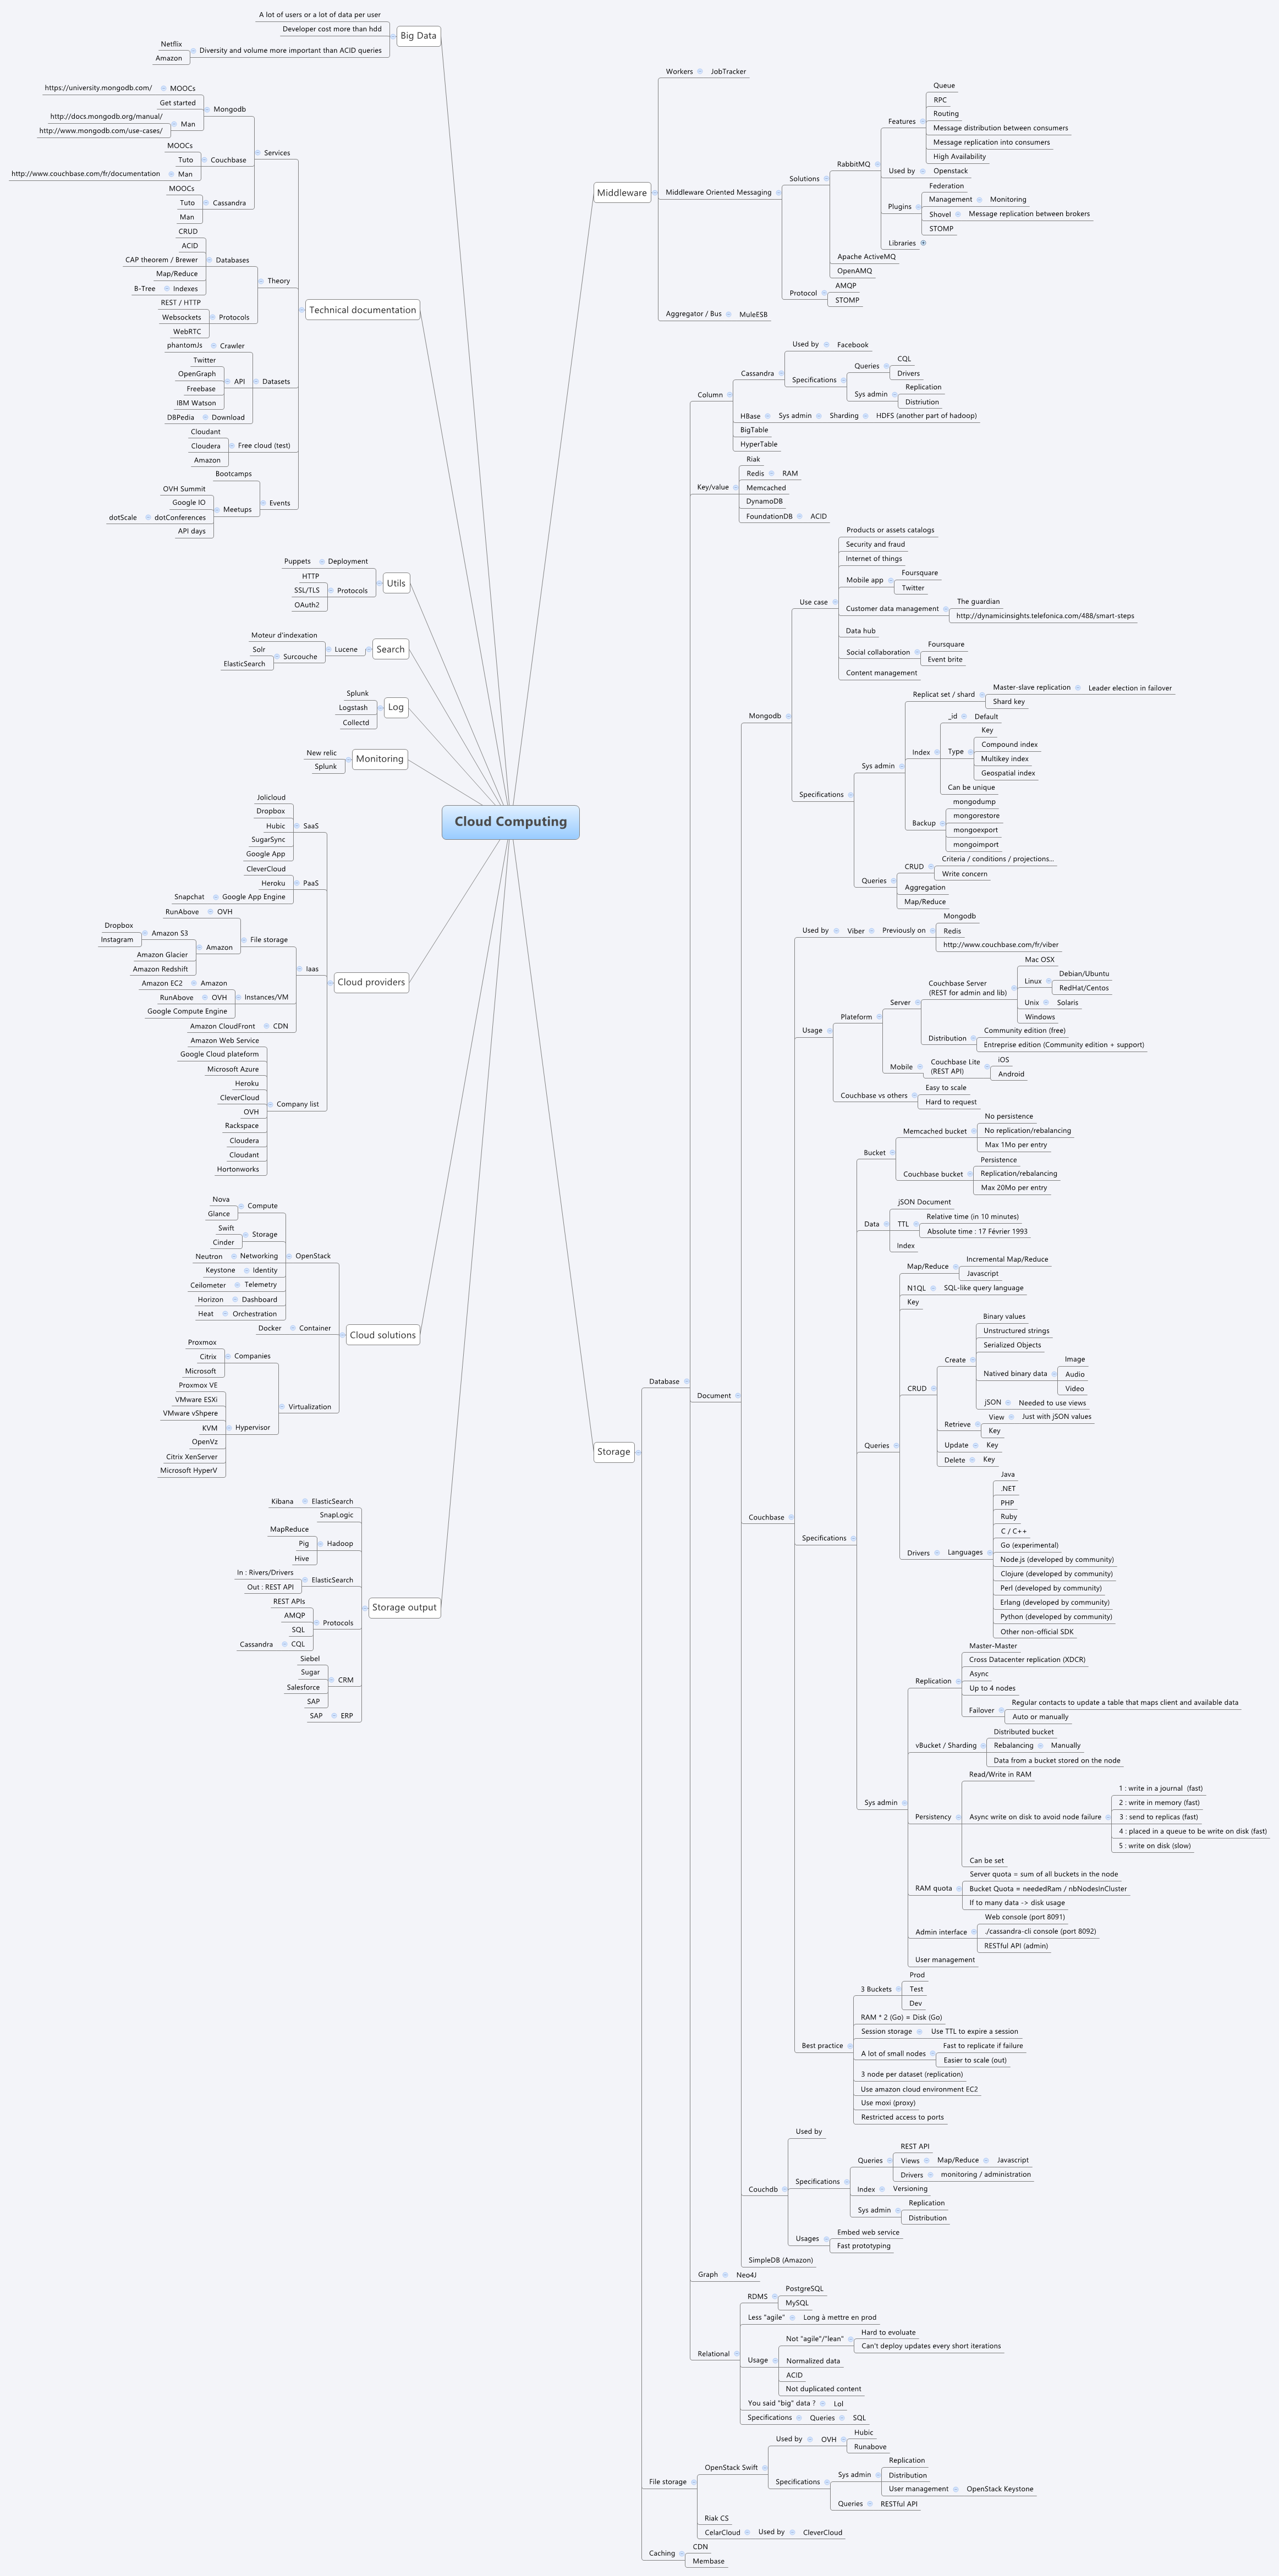 Cloud Computing
Big Data
A lot of users or a lot of data per user
Developer cost more than hdd
Diversity and volume more important than ACID queries
Netflix
Amazon
Technical documentation
Services
Mongodb
MOOCs
https://university.mongodb.com/
Get started
Man
http://docs.mongodb.org/manual/
http://www.mongodb.com/use-cases/
Couchbase
MOOCs
Tuto
Man
http://www.couchbase.com/fr/documentation
Cassandra
MOOCs
Tuto
Man
Theory
Databases
CRUD
ACID
CAP theorem / Brewer
Map/Reduce
Indexes
B-Tree
Protocols
REST / HTTP
Websockets
WebRTC
Datasets
Crawler
phantomJs
API
Twitter
OpenGraph
Freebase
IBM Watson
Download
DBPedia
Free cloud (test)
Cloudant
Cloudera
Amazon
Events
Bootcamps
Meetups
OVH Summit
Google IO
dotConferences
dotScale
API days
Utils
Deployment
Puppets
Protocols
HTTP
SSL/TLS
OAuth2
Search
Lucene
Moteur d'indexation
Surcouche
Solr
ElasticSearch
Log
Splunk
Logstash
Collectd
Monitoring
New relic
Splunk
Cloud providers
SaaS
Jolicloud
Dropbox
Hubic
SugarSync
Google App
PaaS
CleverCloud
Heroku
Google App Engine
Snapchat
Iaas
File storage
OVH
RunAbove
Amazon
Amazon S3
Dropbox
Instagram
Amazon Glacier
Amazon Redshift
Instances/VM
Amazon
Amazon EC2
OVH
RunAbove
Google Compute Engine
CDN
Amazon CloudFront
Company list
Amazon Web Service
Google Cloud plateform
Microsoft Azure
Heroku
CleverCloud
OVH
Rackspace
Cloudera
Cloudant
Hortonworks
Cloud solutions
OpenStack
Compute
Nova
Glance
Storage
Swift
Cinder
Networking
Neutron
Identity
Keystone
Telemetry
Ceilometer
Dashboard
Horizon
Orchestration
Heat
Container
Docker
Virtualization
Companies
Proxmox
Citrix
Microsoft
Hypervisor
Proxmox VE
VMware ESXi
VMware vShpere
KVM
OpenVz
Citrix XenServer
Microsoft HyperV
Storage output
ElasticSearch
Kibana
SnapLogic
Hadoop
MapReduce
Pig
Hive
ElasticSearch
In : Rivers/Drivers
Out : REST API
Protocols
REST APIs
AMQP
SQL
CQL
Cassandra
CRM
Siebel
Sugar
Salesforce
SAP
ERP
SAP
Middleware
Workers
JobTracker
Middleware Oriented Messaging
Solutions
RabbitMQ
Features
Queue
RPC
Routing
Message distribution between consumers
Message replication into consumers
High Availability
Used by
Openstack
Plugins
Federation
Management
Monitoring
Shovel
Message replication between brokers
STOMP
Libraries
Apache ActiveMQ
OpenAMQ
Protocol
AMQP
STOMP
Aggregator / Bus
MuleESB
Storage
Database
Column
Cassandra
Used by
Facebook
Specifications
Queries
CQL
Drivers
Sys admin
Replication
Distriution
HBase
Sys admin
Sharding
HDFS (another part of hadoop)
BigTable
HyperTable
Key/value
Riak
Redis
RAM
Memcached
DynamoDB
FoundationDB
ACID
Document
Mongodb
Use case
Products or assets catalogs
Security and fraud
Internet of things
Mobile app
Foursquare
Twitter
Customer data management
The guardian
http://dynamicinsights.telefonica.com/488/smart-steps
Data hub
Social collaboration
Foursquare
Event brite
Content management
Specifications
Sys admin
Replicat set / shard
Master-slave replication
Leader election in failover
Shard key
Index
_id
Default
Type
Key
Compound index
Multikey index
Geospatial index
Can be unique
Backup
mongodump
mongorestore
mongoexport
mongoimport
Queries
CRUD
Criteria / conditions / projections...
Write concern
Aggregation
Map/Reduce
Couchbase
Used by
Viber
Previously on
Mongodb
Redis
http://www.couchbase.com/fr/viber
Usage
Plateform
Server
Couchbase Server
(REST for admin and lib)
Mac OSX
Linux
Debian/Ubuntu
RedHat/Centos
Unix
Solaris
Windows
Distribution
Community edition (free)
Entreprise edition (Community edition + support)
Mobile
Couchbase Lite
(REST API)
iOS
Android
Couchbase vs others
Easy to scale
Hard to request
Specifications
Bucket
Memcached bucket
No persistence
No replication/rebalancing
Max 1Mo per entry
Couchbase bucket
Persistence
Replication/rebalancing
Max 20Mo per entry
Data
jSON Document
TTL
Relative time (in 10 minutes)
Absolute time : 17 Février 1993
Index
Queries
Map/Reduce
Incremental Map/Reduce
Javascript
N1QL
SQL-like query language
Key
CRUD
Create
Binary values
Unstructured strings
Serialized Objects
Natived binary data
Image
Audio
Video
jSON
Needed to use views
Retrieve
View
Just with jSON values
Key
Update
Key
Delete
Key
Drivers
Languages
Java
.NET
PHP
Ruby
C / C++
Go (experimental)
Node.js (developed by community)
Clojure (developed by community)
Perl (developed by community)
Erlang (developed by community)
Python (developed by community)
Other non-official SDK
Sys admin
Replication
Master-Master
Cross Datacenter replication (XDCR)
Async
Up to 4 nodes
Failover
Regular contacts to update a table that maps client and available data
Auto or manually
vBucket / Sharding
Distributed bucket
Rebalancing
Manually
Data from a bucket stored on the node
Persistency
Read/Write in RAM
Async write on disk to avoid node failure
1 : write in a journal (fast)
2 : write in memory (fast)
3 : send to replicas (fast)
4 : placed in a queue to be write on disk (fast)
5 : write on disk (slow)
Can be set
RAM quota
Server quota = sum of all buckets in the node
Bucket Quota = neededRam / nbNodesInCluster
If to many data -> disk usage
Admin interface
Web console (port 8091)
./cassandra-cli console (port 8092)
RESTful API (admin)
User management
Best practice
3 Buckets
Prod
Test
Dev
RAM * 2 (Go) = Disk (Go)
Session storage
Use TTL to expire a session
A lot of small nodes
Fast to replicate if failure
Easier to scale (out)
3 node per dataset (replication)
Use amazon cloud environment EC2
Use moxi (proxy)
Restricted access to ports
Couchdb
Used by
Specifications
Queries
REST API
Views
Map/Reduce
Javascript
Drivers
monitoring / administration
Index
Versioning
Sys admin
Replication
Distribution
Usages
Embed web service
Fast prototyping
SimpleDB (Amazon)
Graph
Neo4J
Relational
RDMS
PostgreSQL
MySQL
Less "agile"
Long à mettre en prod
Usage
Not "agile"/"lean"
Hard to evaluate
Can't deploy updates every short iterations
Normalized data
ACID
Not duplicated content
You said "big" data ?
Lol
Specifications
Queries
SQL
File storage
OpenStack Swift
Used by
OVH
Hubic
Runabove
Specifications
Sys admin
Replication
Distribution
User management
OpenStack Keystone
Queries
RESTful API
Riak CS
CelarCloud
Used by
CleverCloud
Caching
CDN
Membase